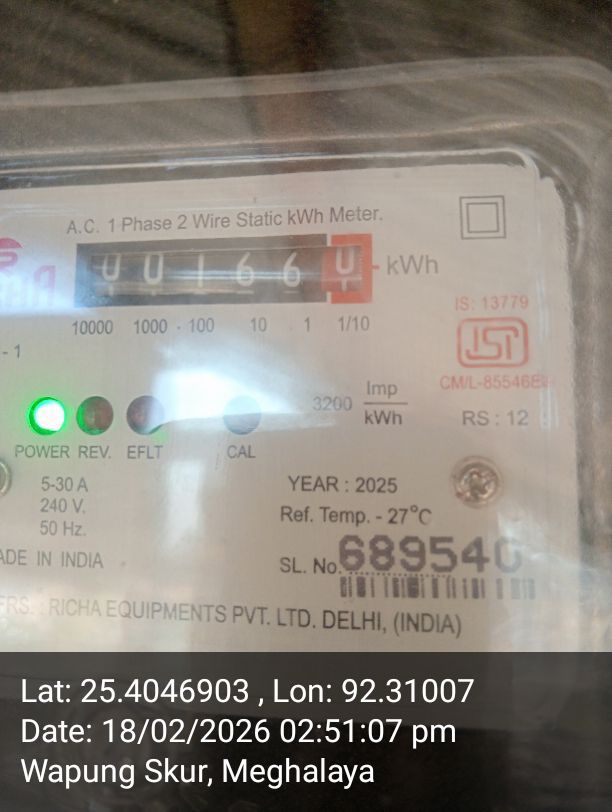 A.C. 1 Phase 2 Wire Static kWh Meter.
0 0 1 6 6 0 kWh
10000 1000 100 10 1 1/10
IS: 13779
ISI
- 1
3200 Imp/kWh
RS : 12
POWER REV. EFLT CAL
5-30 A
240 V.
50 Hz.
YEAR : 2025
Ref. Temp. - 27°C
IN INDIA
SL. No. 689540
RICHA EQUIPMENTS PVT. LTD. DELHI, (INDIA)
Lat: 25.4046903 , Lon: 92.31007
Date: 18/02/2026 02:51:07 pm
Wapung Skur, Meghalaya